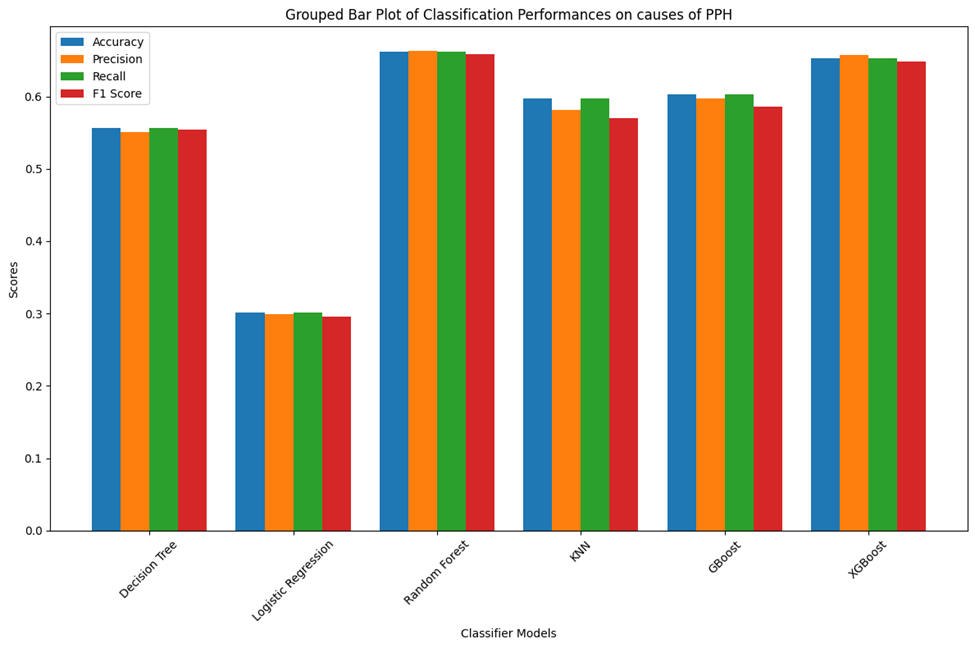 Grouped Bar Plot of Classification Performances on causes of PPH
Accuracy
Precision
Recall
F1 Score
Scores
0.6
0.5
0.4
0.3
0.2
0.1
0.0
Decision Tree
Logistic Regression
Random Forest
KNN
GBoost
XGBoost
Classifier Models